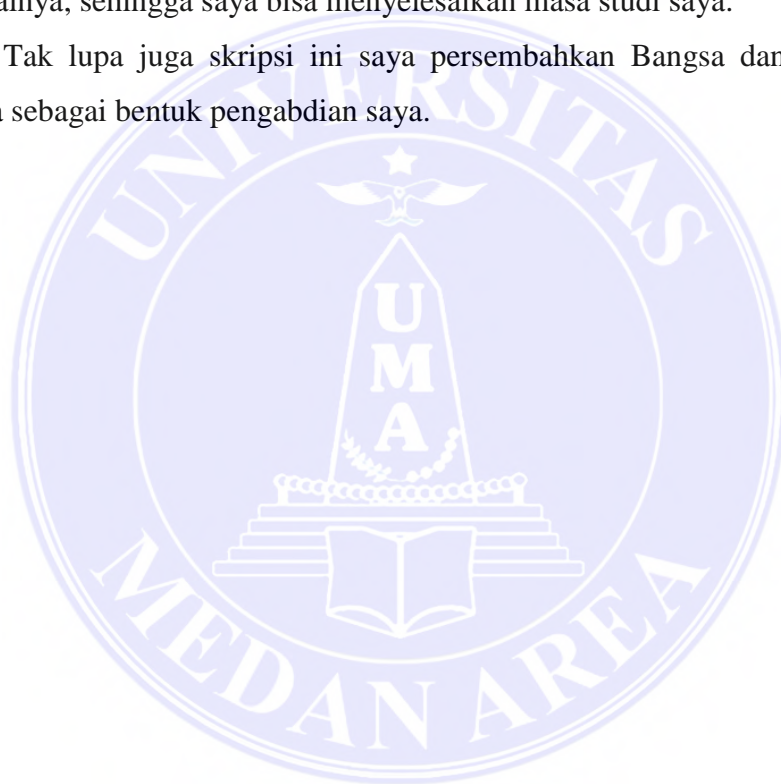 sehingga saya bisa menyelesaikan masa studi saya.
Tak lupa juga skripsi ini saya persembahkan Bangsa dan
sebagai bentuk pengabdian saya.
UNIVERSITAS
U
M
A
MEDAN AREA